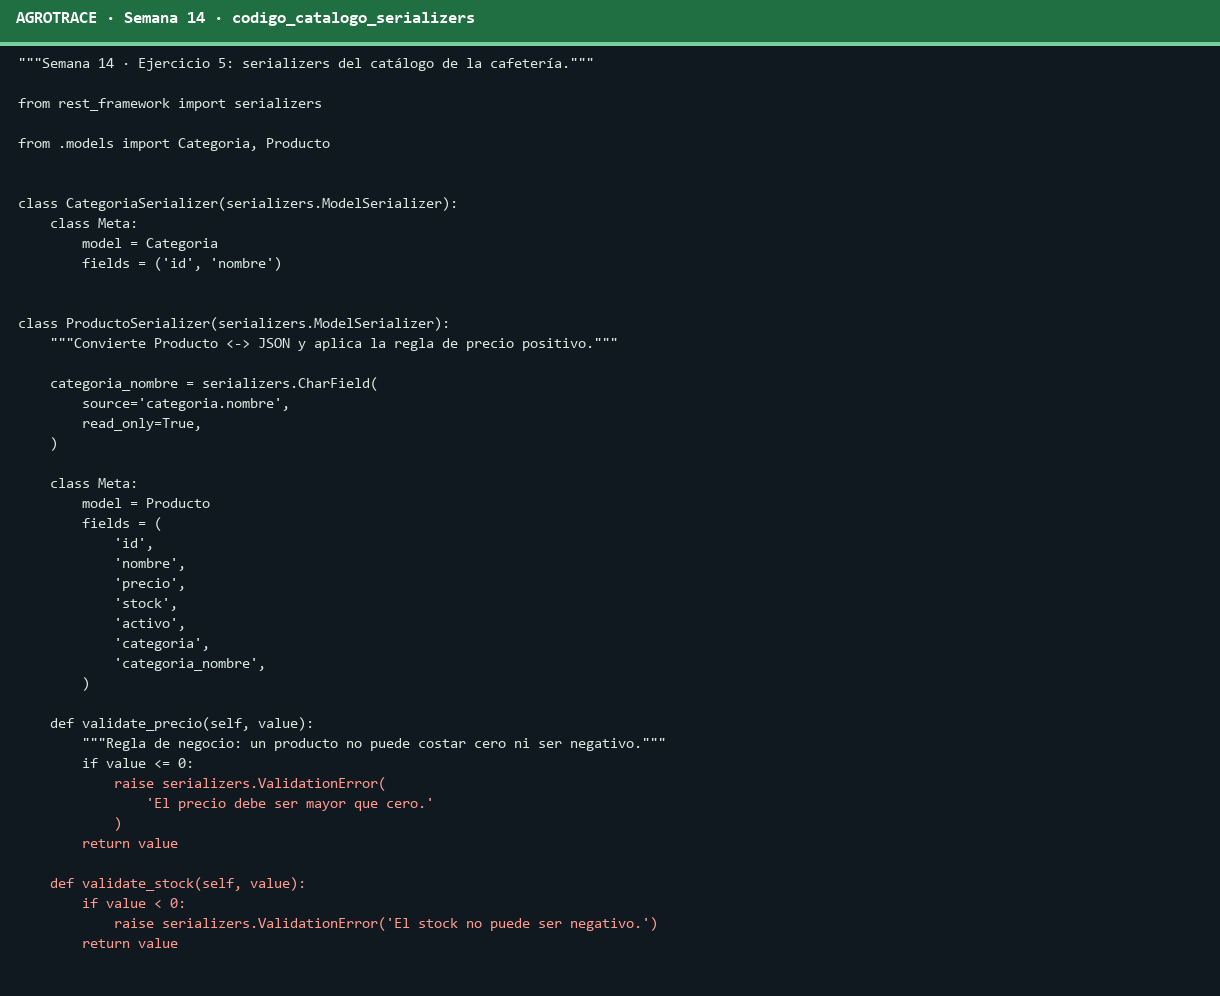 AGROTRACE · Semana 14 · codigo_catalogo_serializers
"""Semana 14 · Ejercicio 5: serializers del catálogo de la cafetería."""
from rest_framework import serializers
from .models import Categoria, Producto
class CategoriaSerializer(serializers.ModelSerializer):
    class Meta:
        model = Categoria
        fields = ('id', 'nombre')
class ProductoSerializer(serializers.ModelSerializer):
    """Convierte Producto <-> JSON y aplica la regla de precio positivo."""
    categoria_nombre = serializers.CharField(
        source='categoria.nombre',
        read_only=True,
    )
    class Meta:
        model = Producto
        fields = (
            'id',
            'nombre',
            'precio',
            'stock',
            'activo',
            'categoria',
            'categoria_nombre',
        )
    def validate_precio(self, value):
        """Regla de negocio: un producto no puede costar cero ni ser negativo."""
        if value <= 0:
            raise serializers.ValidationError(
                'El precio debe ser mayor que cero.'
            )
        return value
    def validate_stock(self, value):
        if value < 0:
            raise serializers.ValidationError('El stock no puede ser negativo.')
        return value